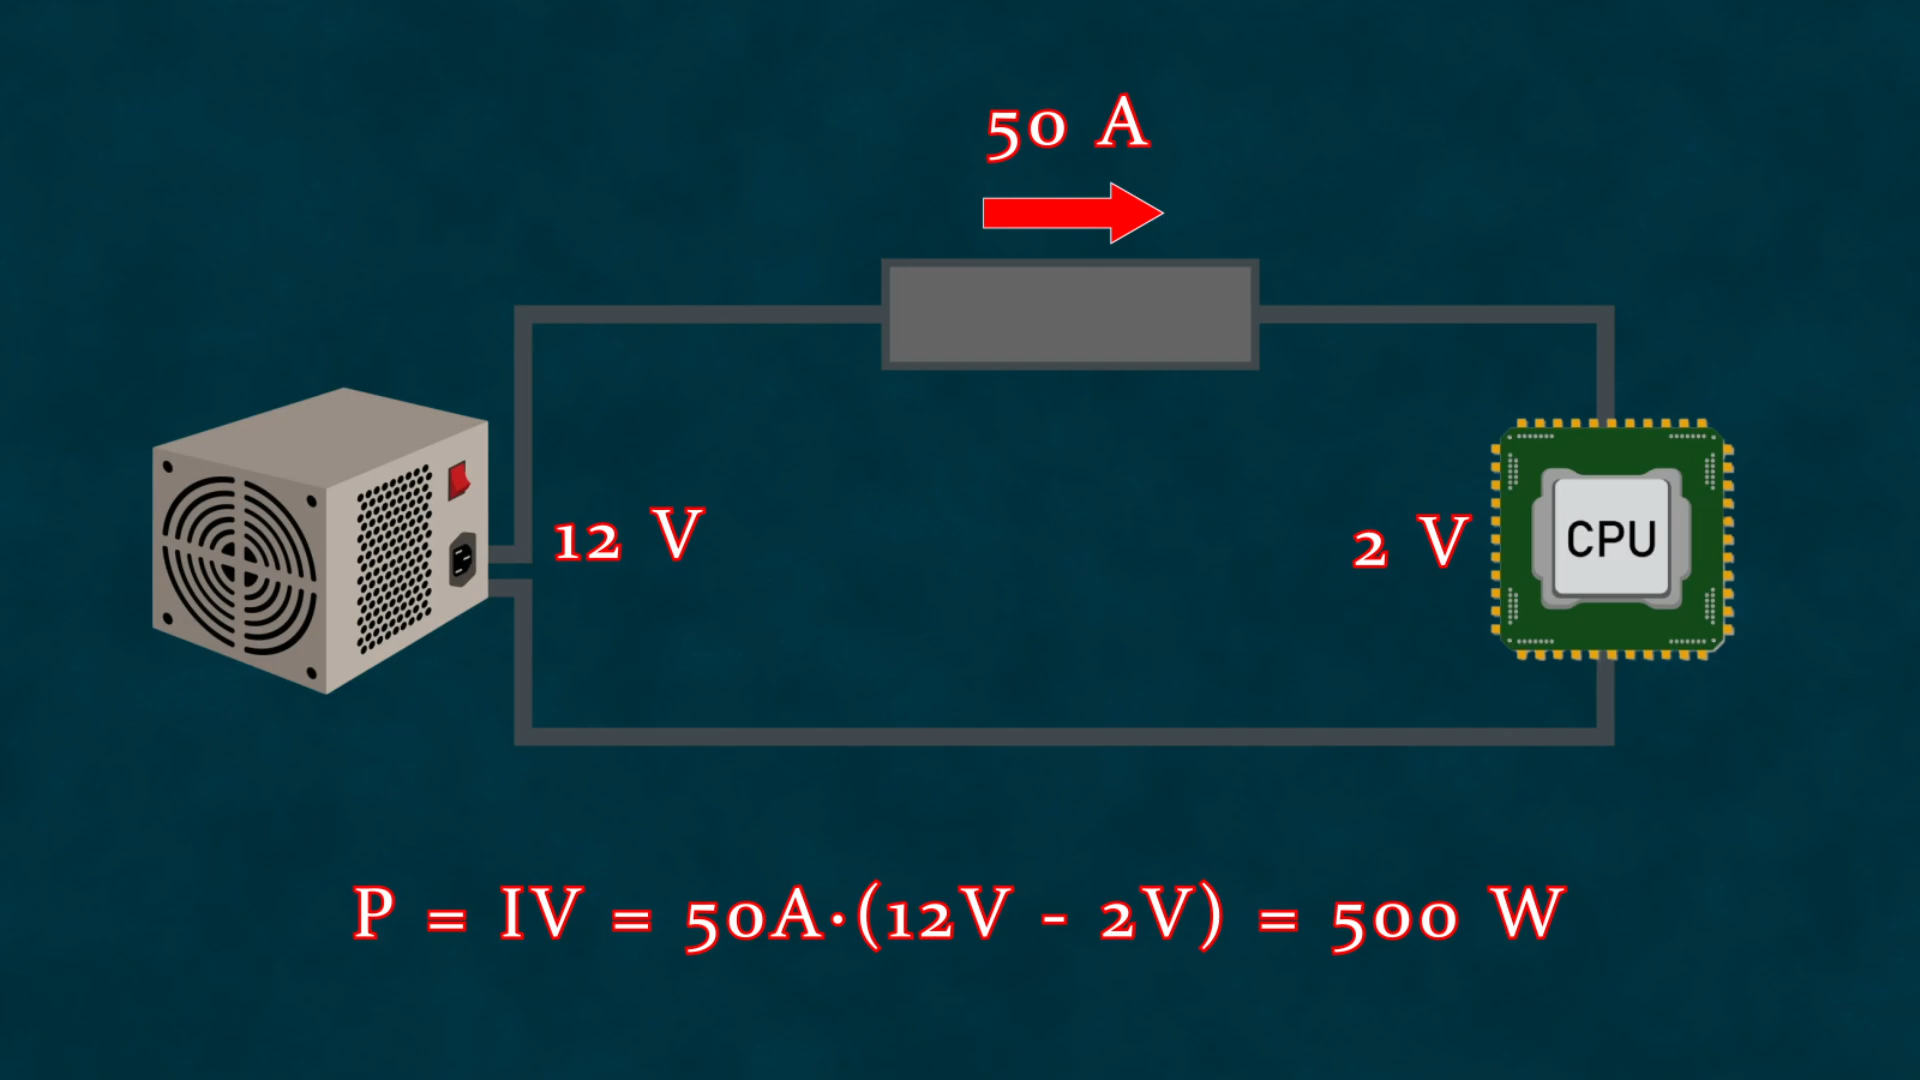 50 A
12 V
2 V
CPU
P = IV = 50A·(12V - 2V) = 500 W